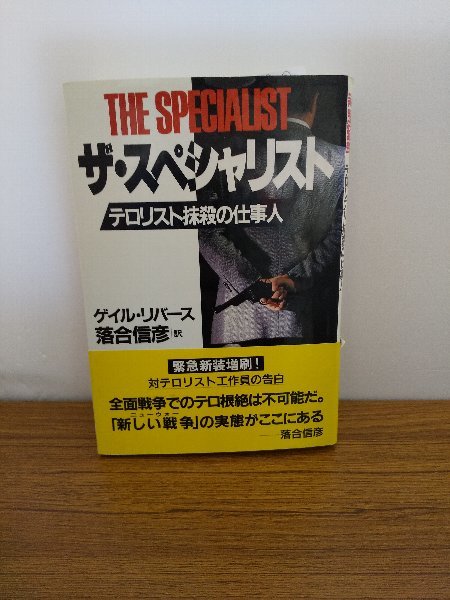 THE SPECIALIST
ザ・スペシャリスト
テロリスト抹殺の仕事人
ゲイル・リバース
落合信彦 訳
緊急新装増刷!
対テロリスト工作員の告白
全面戦争でのテロ根絶は不可能だ。
ニューウォー
「新しい戦争」の実態がここにある
——落合信彦